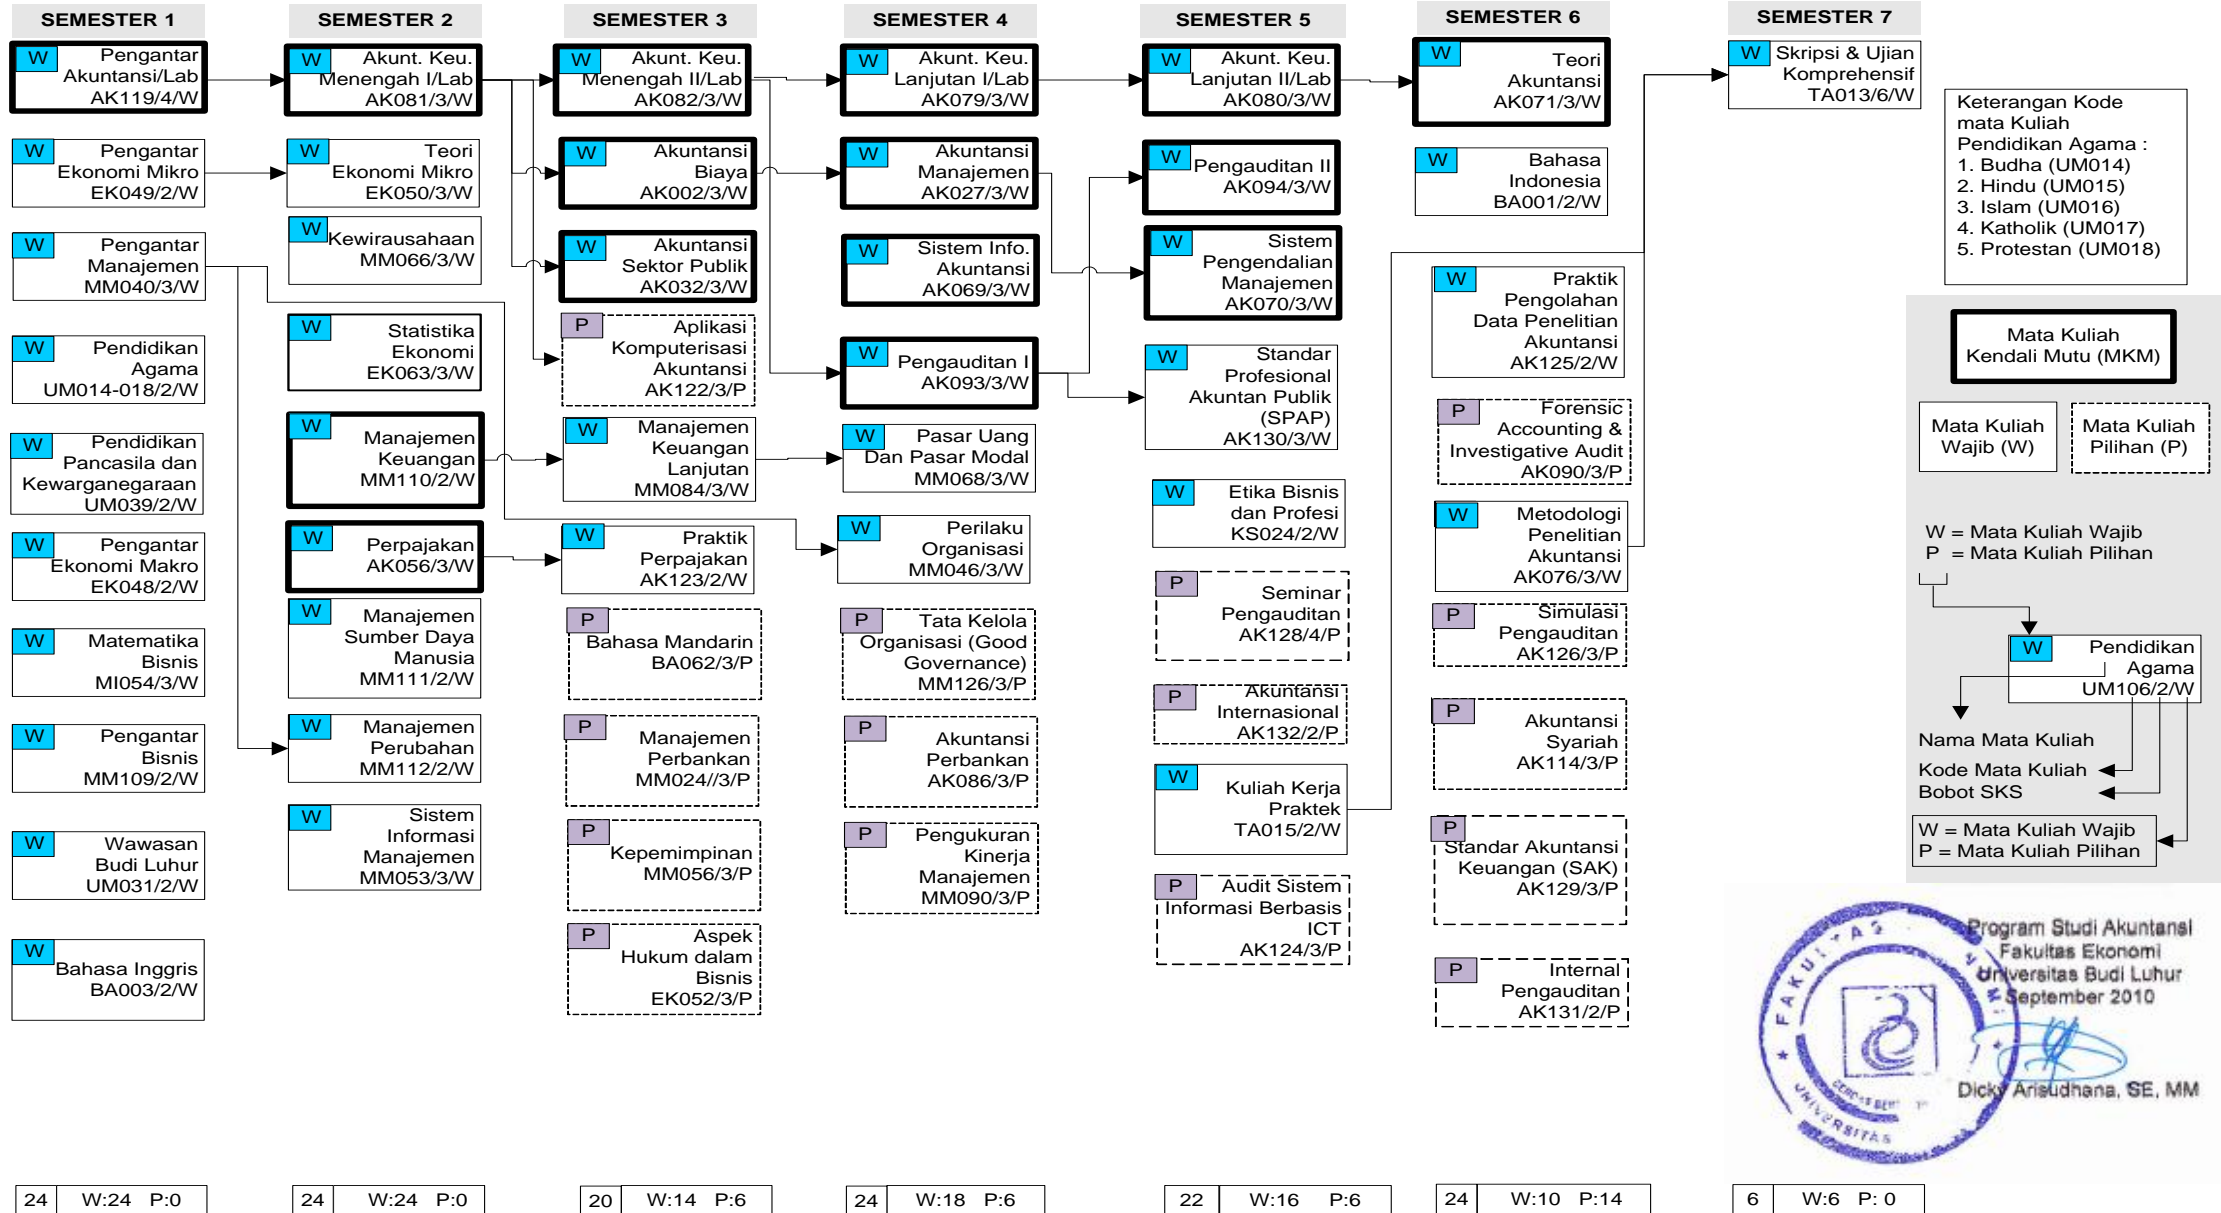 SEMESTER 1
W
Pengantar
Akuntansi/Lab
AK119/4/W
W
Pengantar
Ekonomi Mikro
EK049/2/W
W
Pengantar
Manajemen
MM040/3/W
W
Pendidikan
Agama
UM014-018/2/W
W
Pendidikan
Pancasila dan
Kewarganegaraan
UM039/2/W
W
Pengantar
Ekonomi Makro
EK048/2/W
W
Matematika
Bisnis
MI054/3/W
W
Pengantar
Bisnis
MM109/2/W
W
Wawasan
Budi Luhur
UM031/2/W
W
Bahasa Inggris
BA003/2/W
24 W:24 P:0
SEMESTER 2
W
Akunt. Keu.
Menengah I/Lab
AK081/3/W
W
Teori
Ekonomi Mikro
EK050/3/W
W
Kewirausahaan
MM066/3/W
W
Statistika
Ekonomi
EK063/3/W
W
Manajemen
Keuangan
MM110/2/W
W
Perpajakan
AK056/3/W
W
Manajemen
Sumber Daya
Manusia
MM111/2/W
W
Manajemen
Perubahan
MM112/2/W
W
Sistem
Informasi
Manajemen
MM053/3/W
24 W:24 P:0
SEMESTER 3
W
Akunt. Keu.
Menengah II/Lab
AK082/3/W
W
Akuntansi
Biaya
AK002/3/W
W
Akuntansi
Sektor Publik
AK032/3/W
P
Aplikasi
Komputerisasi
Akuntansi
AK122/3/P
W
Manajemen
Keuangan
Lanjutan
MM084/3/W
W
Praktik
Perpajakan
AK123/2/W
P
Bahasa Mandarin
BA062/3/P
P
Manajemen
Perbankan
MM024//3/P
P
Kepemimpinan
MM056/3/P
P
Aspek
Hukum dalam
Bisnis
EK052/3/P
20 W:14 P:6
SEMESTER 4
W
Akunt. Keu.
Lanjutan I/Lab
AK079/3/W
W
Akuntansi
Manajemen
AK027/3/W
W
Sistem Info.
Akuntansi
AK069/3/W
W
Pengauditan I
AK093/3/W
W
Pasar Uang
Dan Pasar Modal
MM068/3/W
W
Perilaku
Organisasi
MM046/3/W
P
Tata Kelola
Organisasi (Good
Governance)
MM126/3/P
P
Akuntansi
Perbankan
AK086/3/P
P
Pengukuran
Kinerja
Manajemen
MM090/3/P
24 W:18 P:6
SEMESTER 5
W
Akunt. Keu.
Lanjutan II/Lab
AK080/3/W
W
Pengauditan II
AK094/3/W
W
Sistem
Pengendalian
Manajemen
AK070/3/W
W
Standar
Profesional
Akuntan Publik
(SPAP)
AK130/3/W
W
Etika Bisnis
dan Profesi
KS024/2/W
P
Seminar
Pengauditan
AK128/4/P
P
Akuntansi
Internasional
AK132/2/P
W
Kuliah Kerja
Praktek
TA015/2/W
P
Audit Sistem
Informasi Berbasis
ICT
AK124/3/P
22 W:16 P:6
SEMESTER 6
W
Teori
Akuntansi
AK071/3/W
W
Bahasa
Indonesia
BA001/2/W
W
Praktik
Pengolahan
Data Penelitian
Akuntansi
AK125/2/W
P
Forensic
Accounting &
Investigative Audit
AK090/3/P
W
Metodologi
Penelitian
Akuntansi
AK076/3/W
P
Simulasi
Pengauditan
AK126/3/P
P
Akuntansi
Syariah
AK114/3/P
P
Standar Akuntansi
Keuangan (SAK)
AK129/3/P
P
Internal
Pengauditan
AK131/2/P
24 W:10 P:14
SEMESTER 7
W
Skripsi & Ujian
Komprehensif
TA013/6/W
6 W:6 P: 0
Keterangan Kode
mata Kuliah
Pendidikan Agama :
1. Budha (UM014)
2. Hindu (UM015)
3. Islam (UM016)
4. Katholik (UM017)
5. Protestan (UM018)
Mata Kuliah
Kendali Mutu (MKM)
Mata Kuliah
Wajib (W)
Mata Kuliah
Pilihan (P)
W = Mata Kuliah Wajib
P = Mata Kuliah Pilihan
W
Pendidikan
Agama
UM106/2/W
Nama Mata Kuliah
Kode Mata Kuliah
Bobot SKS
W = Mata Kuliah Wajib
P = Mata Kuliah Pilihan
Program Studi Akuntansi
Fakultas Ekonomi
Universitas Budi Luhur
September 2010
Dicky Arisudhana, SE, MM
FAKULTAS
UNIVERSITAS